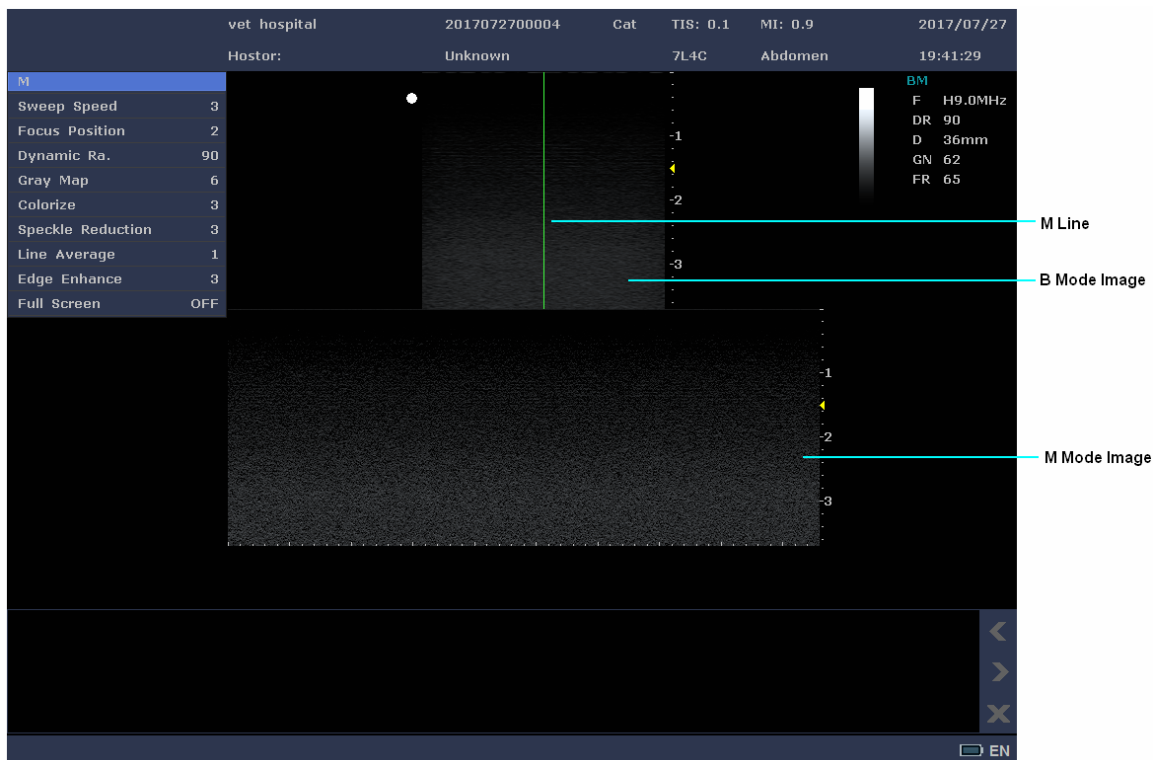 vet hospital 2017072700004 Cat TIS: 0.1 MI: 0.9 2017/07/27
Hostor: Unknown 7L4C Abdomen 19:41:29
M
Sweep Speed 3
Focus Position 2
Dynamic Ra. 90
Gray Map 6
Colorize 3
Speckle Reduction 3
Line Average 1
Edge Enhance 3
Full Screen OFF
-1
-2
-3
BM
F H9.0MHz
DR 90
D 36mm
GN 62
FR 65
M Line
B Mode Image
-1
-2
-3
M Mode Image
EN